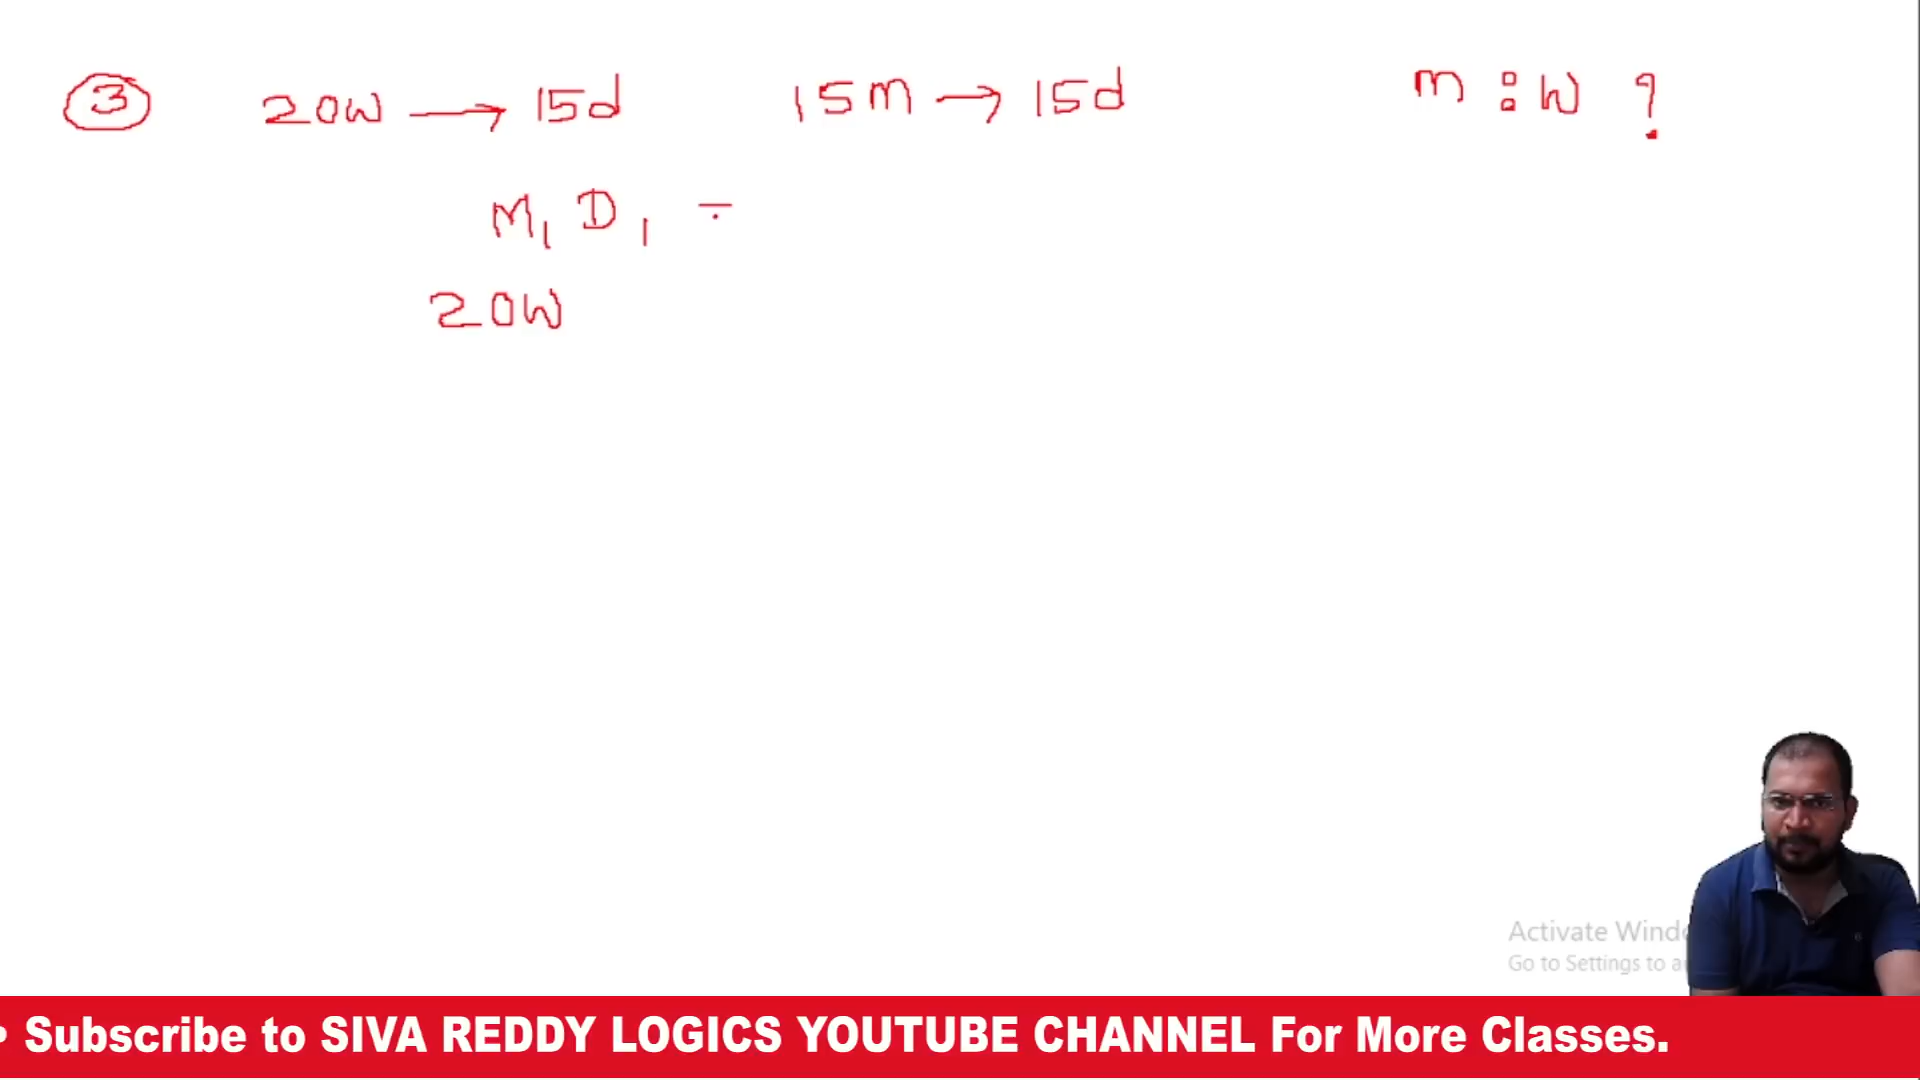 ③ 20W → 15d 15M → 15d m : W ?
M₁ D₁ =
20W
Activate Wind
Go to Settings to a
• Subscribe to SIVA REDDY LOGICS YOUTUBE CHANNEL For More Classes.